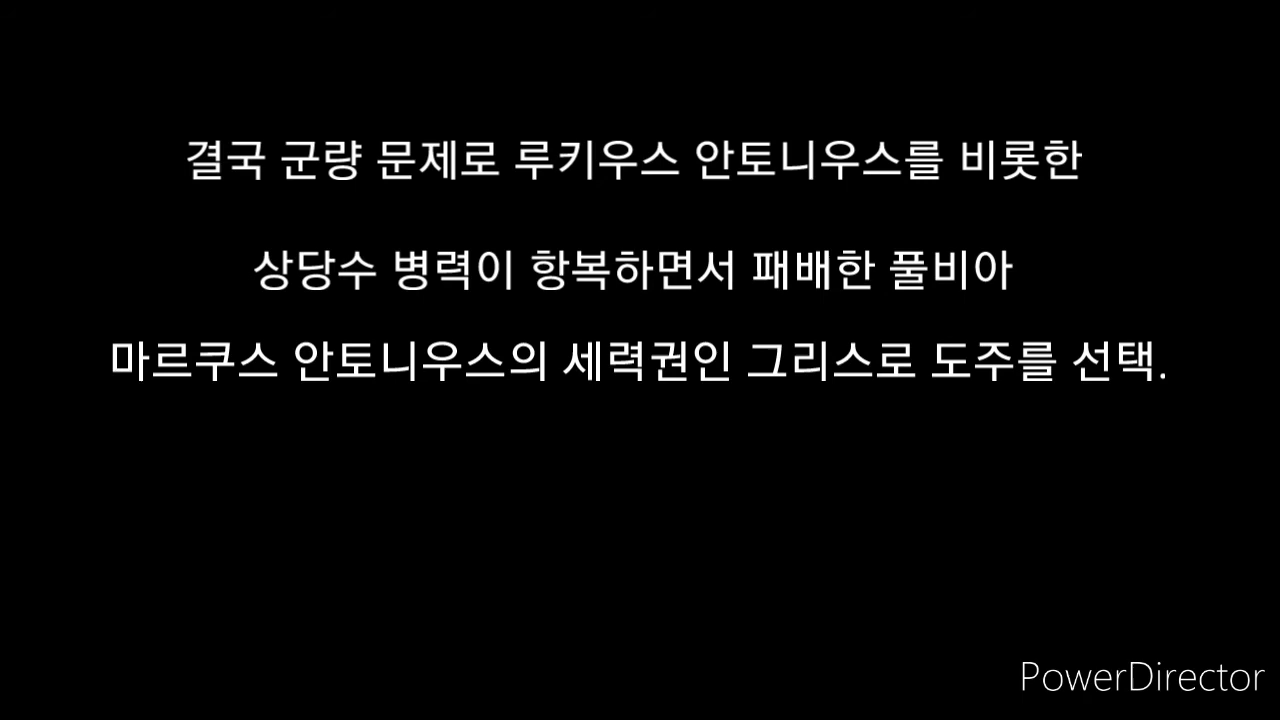 결국 군량 문제로 루키우스 안토니우스를 비롯한
상당수 병력이 항복하면서 패배한 풀비아
마르쿠스 안토니우스의 세력권인 그리스로 도주를 선택.
PowerDirector